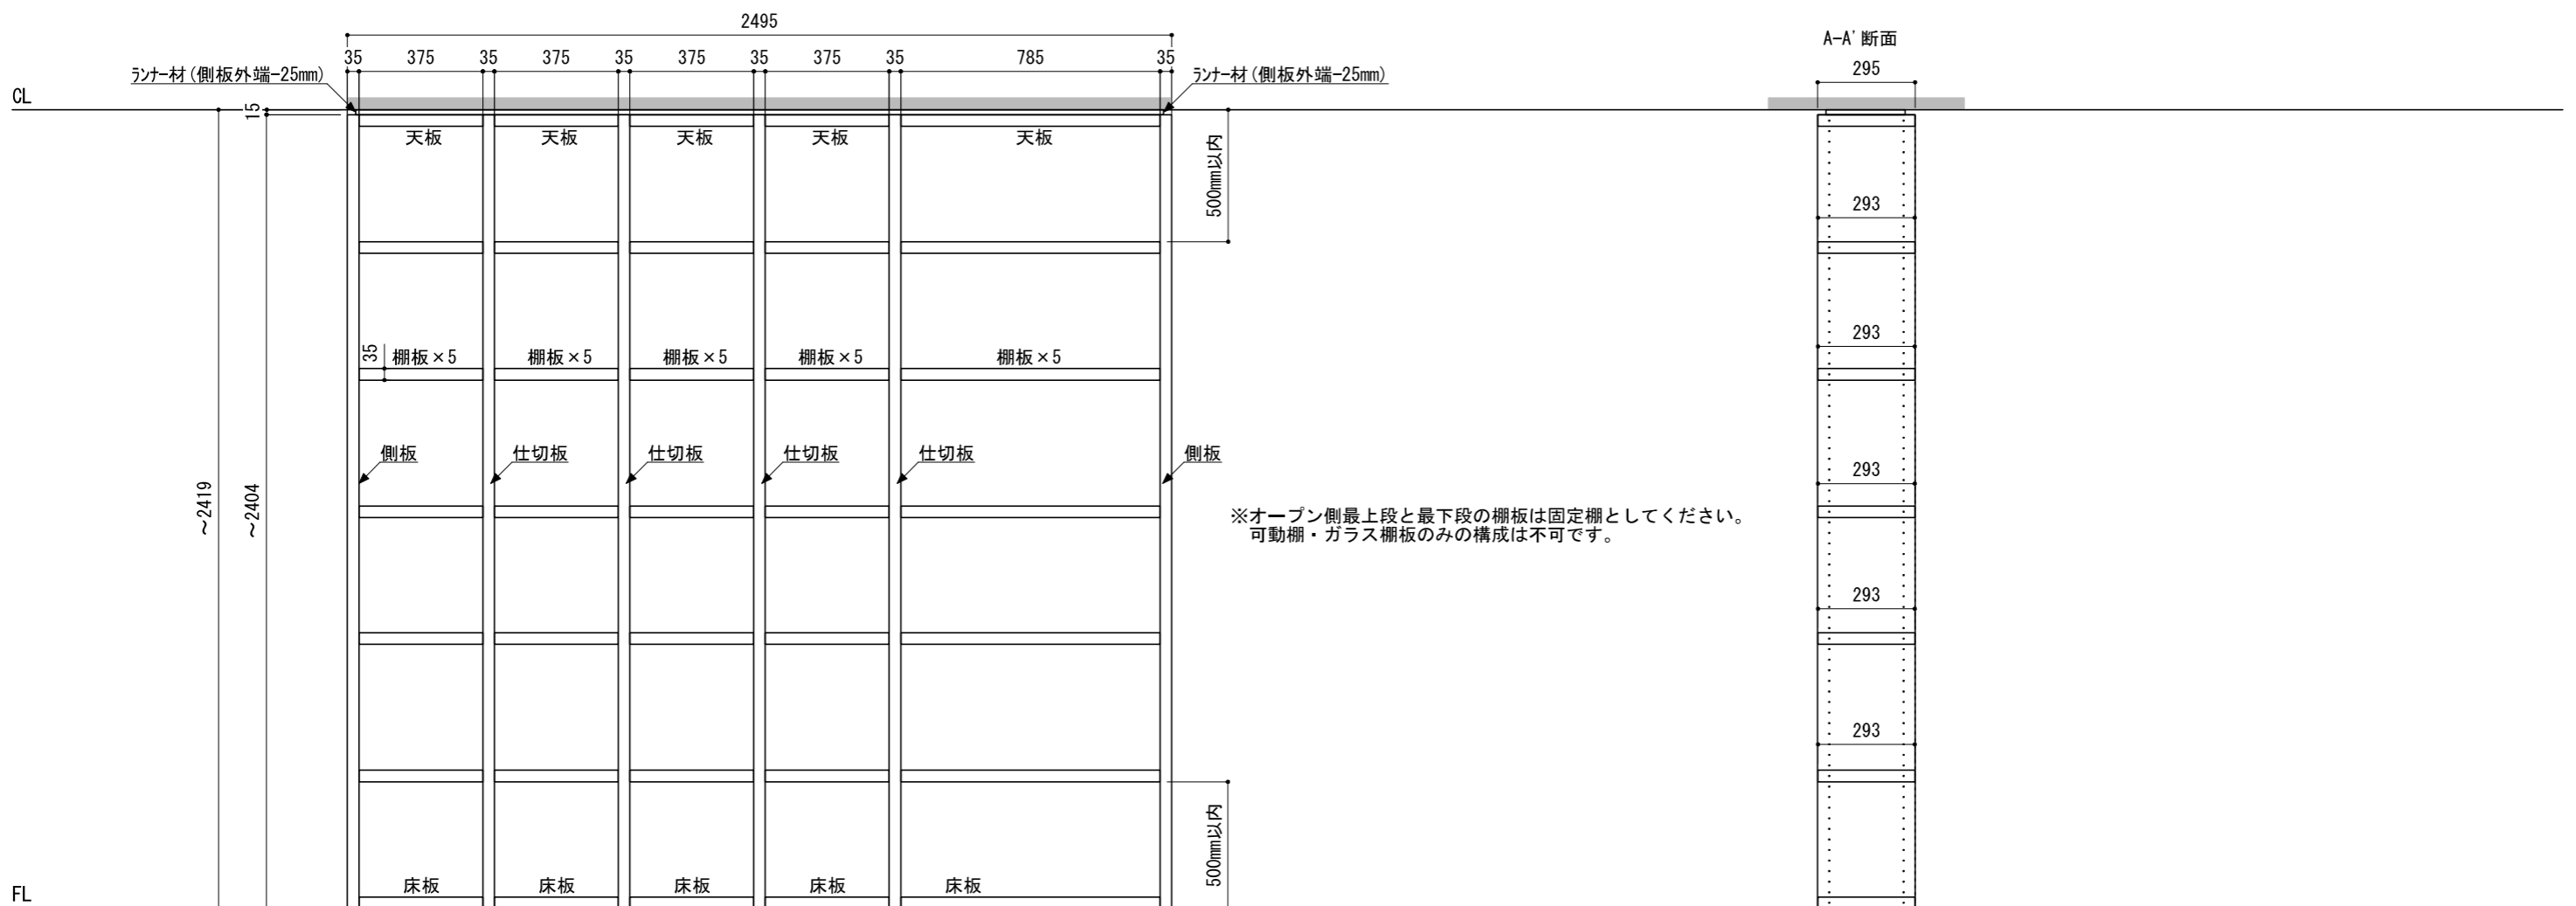 2495
A-A'断面
35 375 35 375 35 375 35 375 35 785 35
295
ﾗﾝﾅｰ材(側板外端-25mm)
ﾗﾝﾅｰ材(側板外端-25mm)
CL
15
天板 天板 天板 天板 天板
500mm以内
293
293
35
棚板×5 棚板×5 棚板×5 棚板×5 棚板×5
側板 仕切板 仕切板 仕切板 仕切板 側板
293
～2419
～2404
※オープン側最上段と最下段の棚板は固定棚としてください。
可動棚・ガラス棚板のみの構成は不可です。
293
293
500mm以内
床板 床板 床板 床板 床板
FL